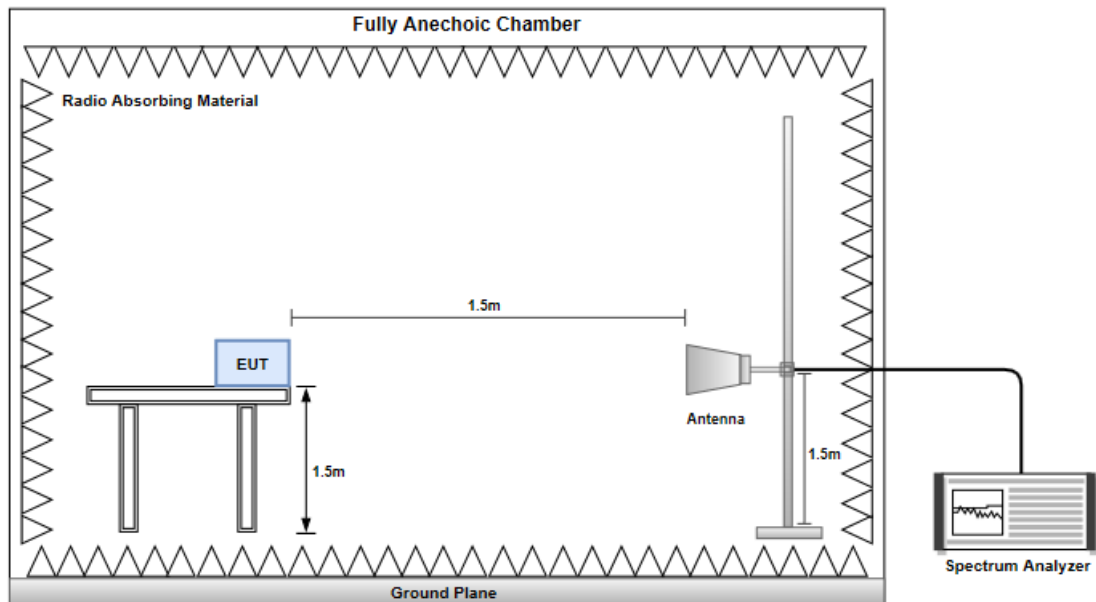 Fully Anechoic Chamber
Radio Absorbing Material
1.5m
EUT
Antenna
1.5m
1.5m
Spectrum Analyzer
Ground Plane